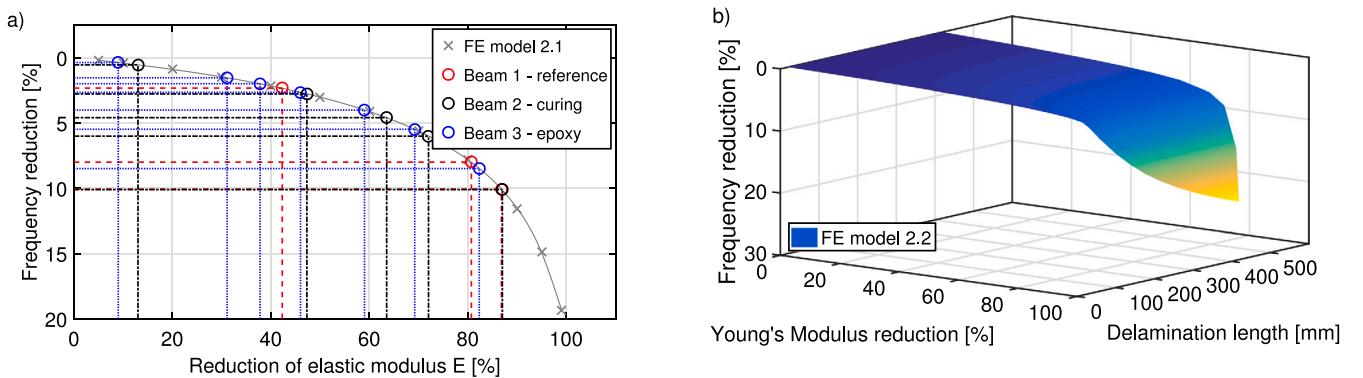 a)
Frequency reduction [%]
0
5
10
15
20
0 20 40 60 80 100
Reduction of elastic modulus E [%]
FE model 2.1
Beam 1 - reference
Beam 2 - curing
Beam 3 - epoxy
b)
Frequency reduction [%]
0
10
20
30
FE model 2.2
0 20 40 60 80 100
Young's Modulus reduction [%]
0 100 200 300 400 500
Delamination length [mm]